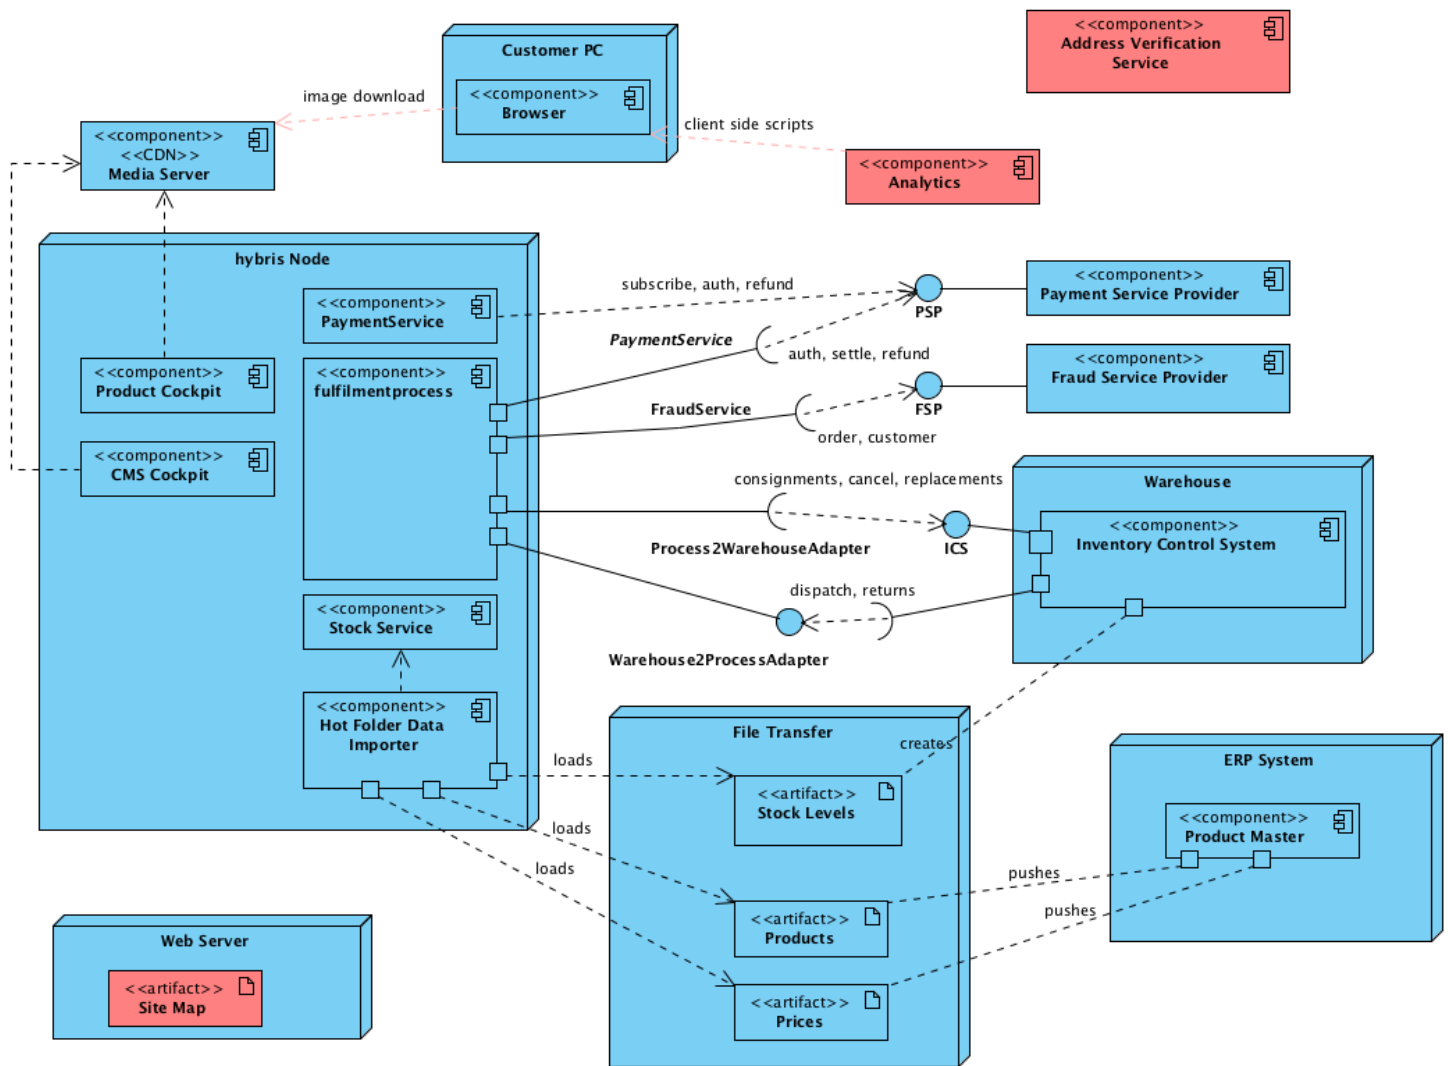 Customer PC
<<component>>
Browser
<<component>>
Address Verification
Service
image download
client side scripts
<<component>>
<<CDN>>
Media Server
<<component>>
Analytics
hybris Node
<<component>>
PaymentService
subscribe, auth, refund
PSP
<<component>>
Payment Service Provider
PaymentService
auth, settle, refund
<<component>>
Product Cockpit
<<component>>
fulfilmentprocess
<<component>>
Fraud Service Provider
FraudService
FSP
order, customer
<<component>>
CMS Cockpit
consignments, cancel, replacements
Process2WarehouseAdapter
ICS
Warehouse
<<component>>
Inventory Control System
dispatch, returns
Warehouse2ProcessAdapter
<<component>>
Stock Service
<<component>>
Hot Folder Data
Importer
loads
loads
loads
File Transfer
creates
<<artifact>>
Stock Levels
<<artifact>>
Products
<<artifact>>
Prices
pushes
pushes
ERP System
<<component>>
Product Master
Web Server
<<artifact>>
Site Map